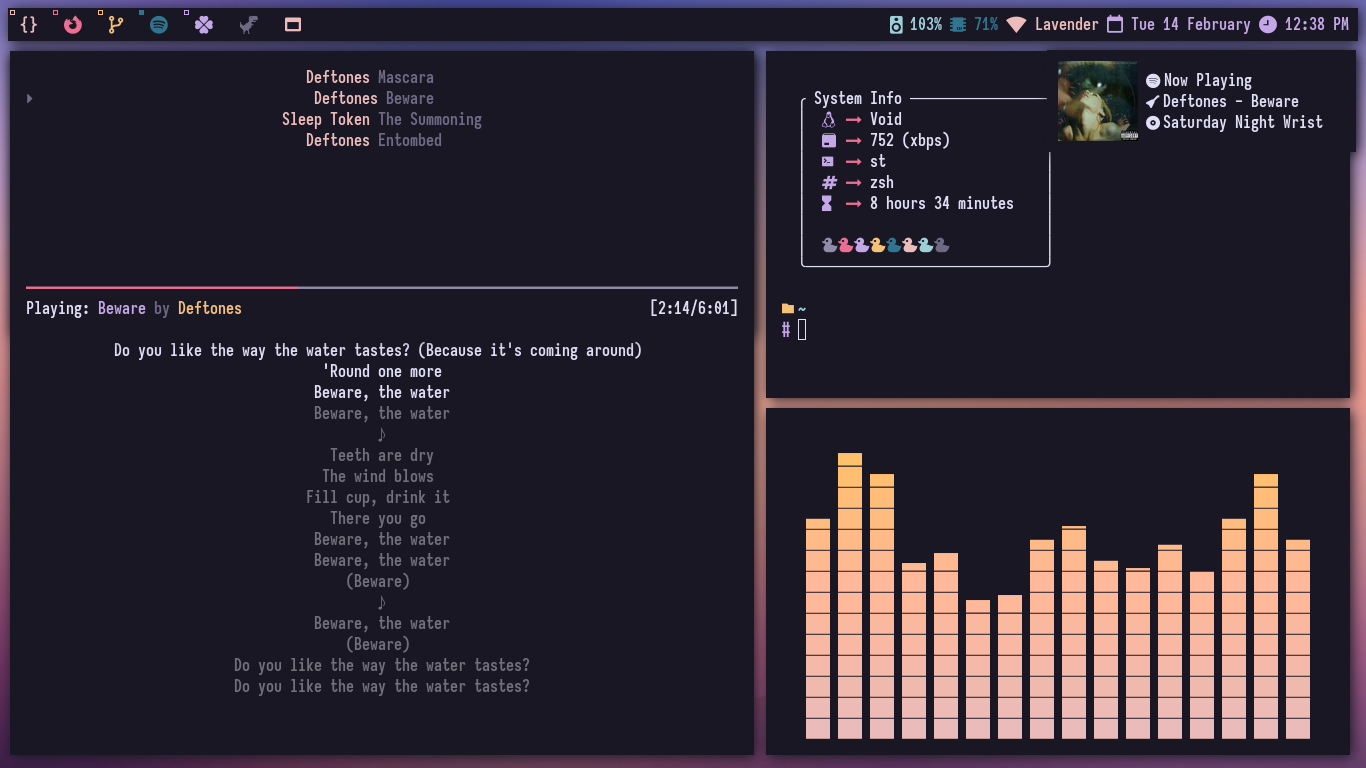 {}
103% 71% Lavender Tue 14 February 12:38 PM
Deftones Mascara
Deftones Beware
Sleep Token The Summoning
Deftones Entombed
Playing: Beware by Deftones [2:14/6:01]
Do you like the way the water tastes? (Because it's coming around)
'Round one more
Beware, the water
Beware, the water
♪
Teeth are dry
The wind blows
Fill cup, drink it
There you go
Beware, the water
Beware, the water
(Beware)
♪
Beware, the water
(Beware)
Do you like the way the water tastes?
Do you like the way the water tastes?
System Info
→ Void
→ 752 (xbps)
→ st
# → zsh
→ 8 hours 34 minutes
~
#
Now Playing
Deftones - Beware
Saturday Night Wrist